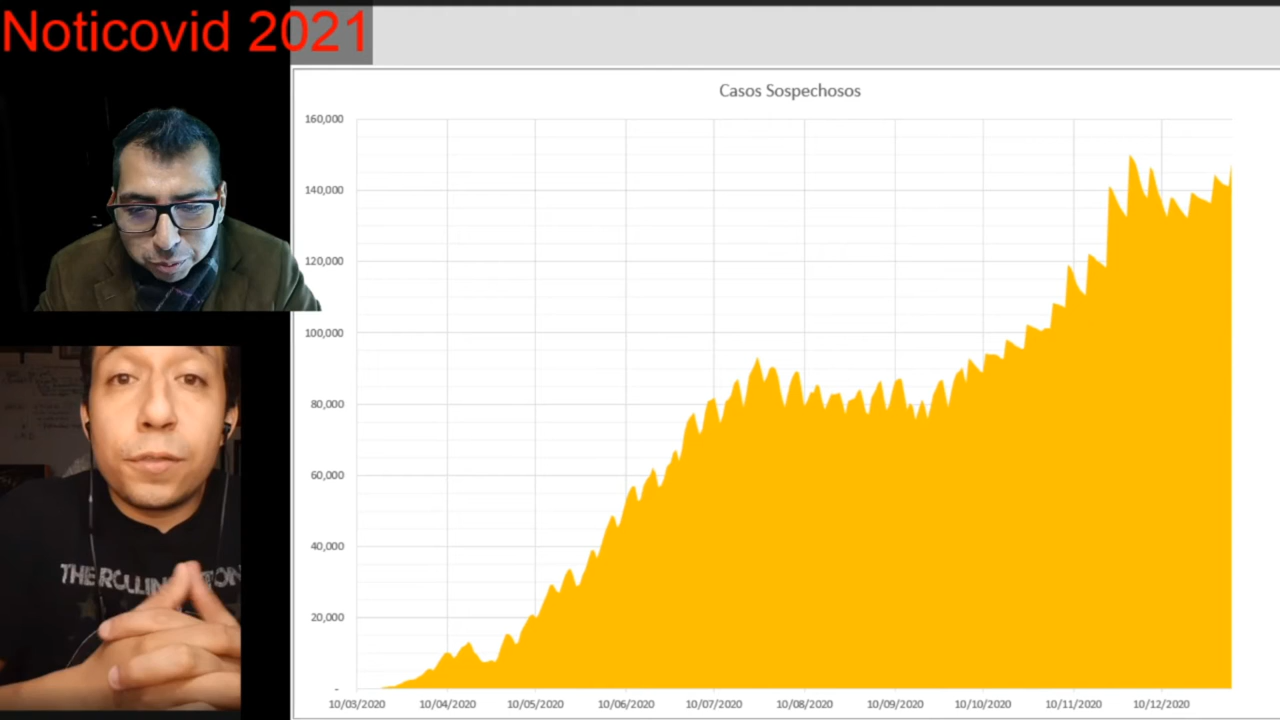 Noticovid 2021
Casos Sospechosos
160,000
140,000
120,000
100,000
80,000
60,000
40,000
20,000
-
10/03/2020 10/04/2020 10/05/2020 10/06/2020 10/07/2020 10/08/2020 10/09/2020 10/10/2020 10/11/2020 10/12/2020
THE ROLLIN